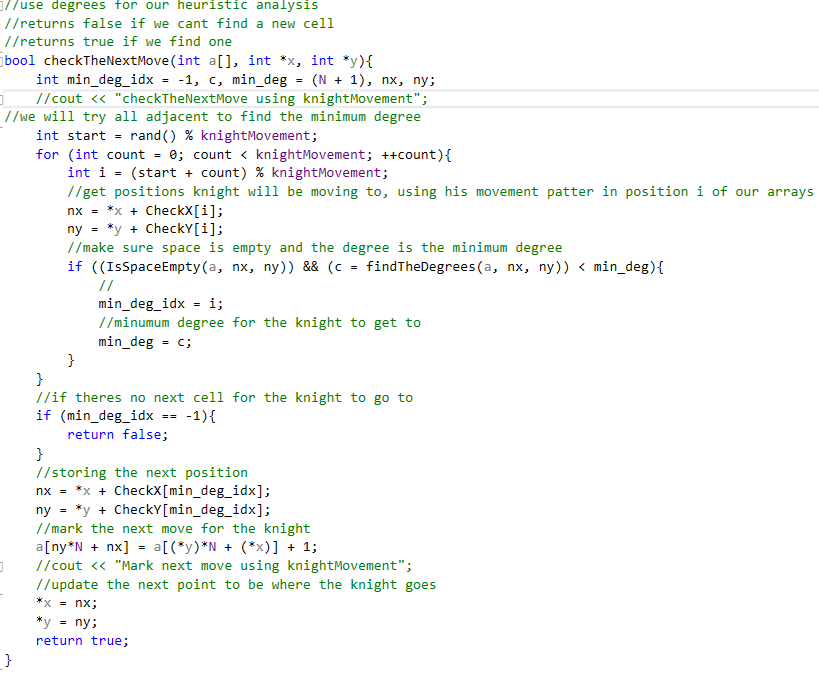 //use degrees for our heuristic analysis
//returns false if we cant find a new cell
//returns true if we find one
bool checkTheNextMove(int a[], int *x, int *y){
    int min_deg_idx = -1, c, min_deg = (N + 1), nx, ny;
    //cout << "checkTheNextMove using knightMovement";
//we will try all adjacent to find the minimum degree
    int start = rand() % knightMovement;
    for (int count = 0; count < knightMovement; ++count){
        int i = (start + count) % knightMovement;
        //get positions knight will be moving to, using his movement patter in position i of our arrays
        nx = *x + CheckX[i];
        ny = *y + CheckY[i];
        //make sure space is empty and the degree is the minimum degree
        if ((IsSpaceEmpty(a, nx, ny)) && (c = findTheDegrees(a, nx, ny)) < min_deg){
            //
            min_deg_idx = i;
            //minumum degree for the knight to get to
            min_deg = c;
        }
    }
    //if theres no next cell for the knight to go to
    if (min_deg_idx == -1){
        return false;
    }
    //storing the next position
    nx = *x + CheckX[min_deg_idx];
    ny = *y + CheckY[min_deg_idx];
    //mark the next move for the knight
    a[ny*N + nx] = a[(*y)*N + (*x)] + 1;
    //cout << "Mark next move using knightMovement";
    //update the next point to be where the knight goes
    *x = nx;
    *y = ny;
    return true;
}